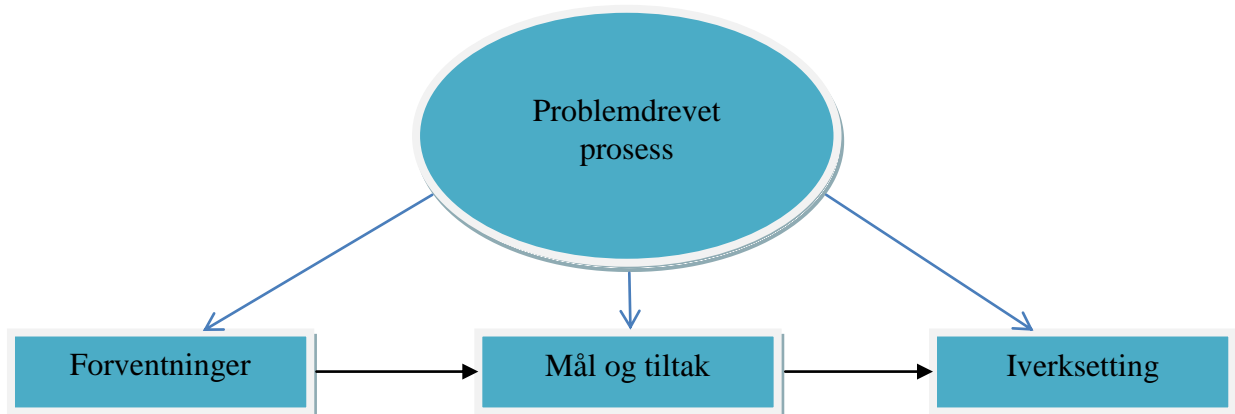 Problemdrevet
prosess
Forventninger
Mål og tiltak
Iverksetting